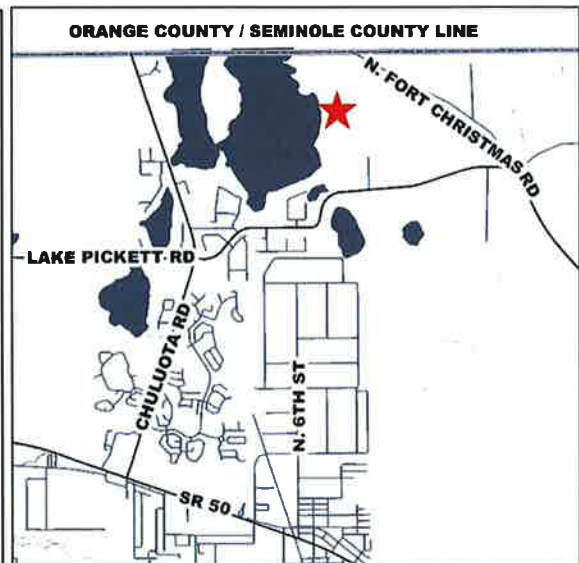 ORANGE COUNTY / SEMINOLE COUNTY LINE
N. FORT CHRISTMAS RD
LAKE PICKETT RD
CHULUOTA RD
N. 6TH ST
SR 50